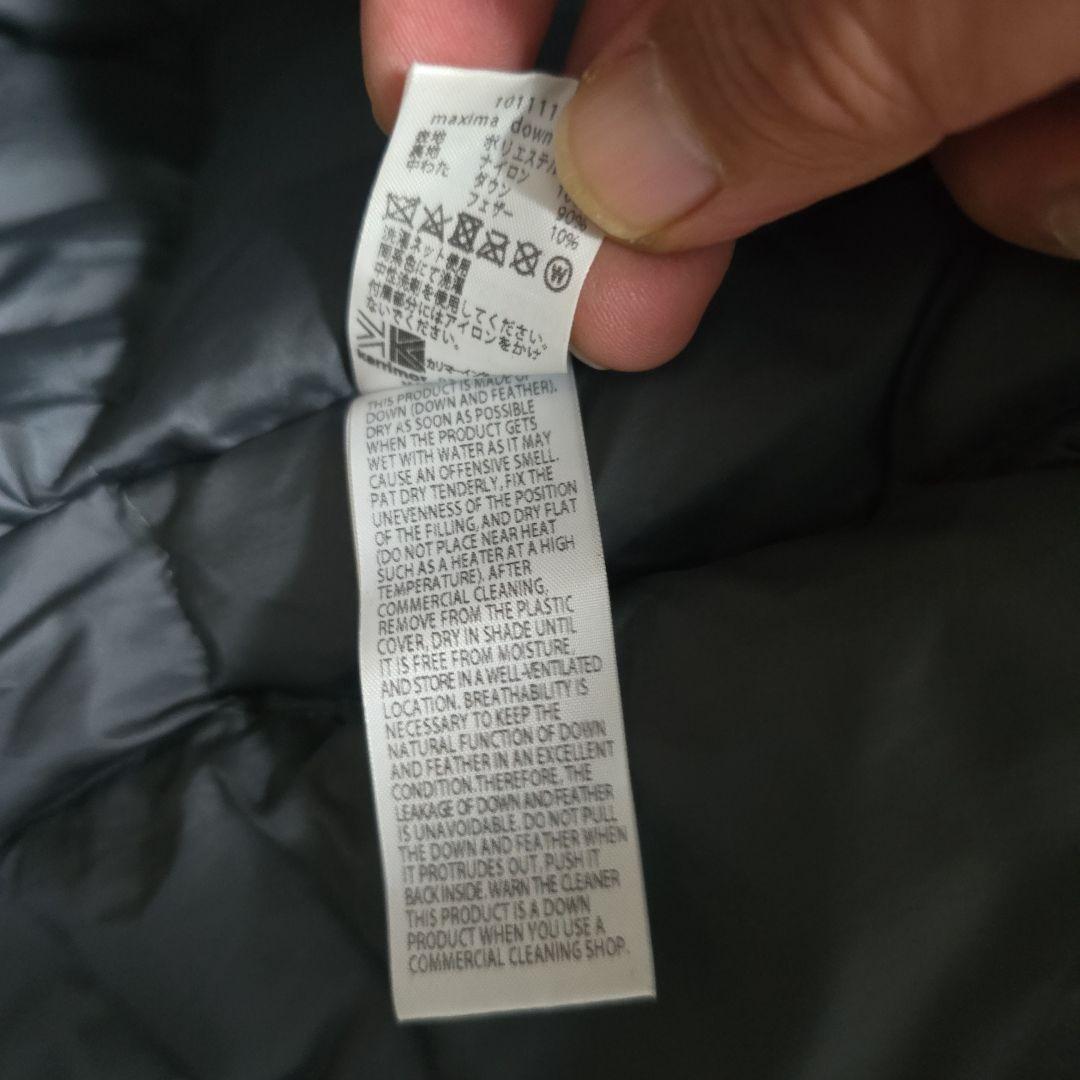 101111
maxima down
表地 ポリエステル
裏地 ナイロン
中わた ダウン 90%
フェザー 10%
W
洗濯ネット使用
中性洗剤を使用してください。
付属部分にはアイロンをかけ
ないでください。
karrimor
THIS PRODUCT IS MADE OF
DOWN (DOWN AND FEATHER).
DRY AS SOON AS POSSIBLE
WHEN THE PRODUCT GETS
WET WITH WATER AS IT MAY
CAUSE AN OFFENSIVE SMELL.
PAT DRY TENDERLY, FIX THE
UNEVENNESS OF THE POSITION
OF THE FILLING, AND DRY FLAT
(DO NOT PLACE NEAR HEAT
SUCH AS A HEATER AT A HIGH
TEMPERATURE). AFTER
COMMERCIAL CLEANING,
REMOVE FROM THE PLASTIC
COVER, DRY IN SHADE UNTIL
IT IS FREE FROM MOISTURE,
AND STORE IN A WELL-VENTILATED
LOCATION. BREATHABILITY IS
NECESSARY TO KEEP THE
NATURAL FUNCTION OF DOWN
AND FEATHER IN AN EXCELLENT
CONDITION.THEREFORE, THE
LEAKAGE OF DOWN AND FEATHER
IS UNAVOIDABLE. DO NOT PULL
THE DOWN AND FEATHER WHEN
IT PROTRUDES OUT, PUSH IT
BACK INSIDE. WARN THE CLEANER
THIS PRODUCT IS A DOWN
PRODUCT WHEN YOU USE A
COMMERCIAL CLEANING SHOP.